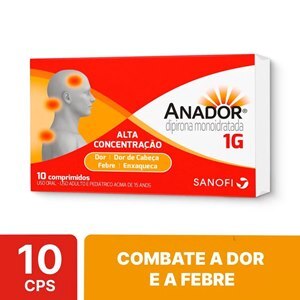 ANADOR®
dipirona monoidratada
1G
ALTA
CONCENTRAÇÃO
Dor | Dor de Cabeça
Febre | Enxaqueca
10 comprimidos
USO ORAL - USO ADULTO E PEDIÁTRICO ACIMA DE 15 ANOS
SANOFI
10
CPS
COMBATE A DOR
E A FEBRE